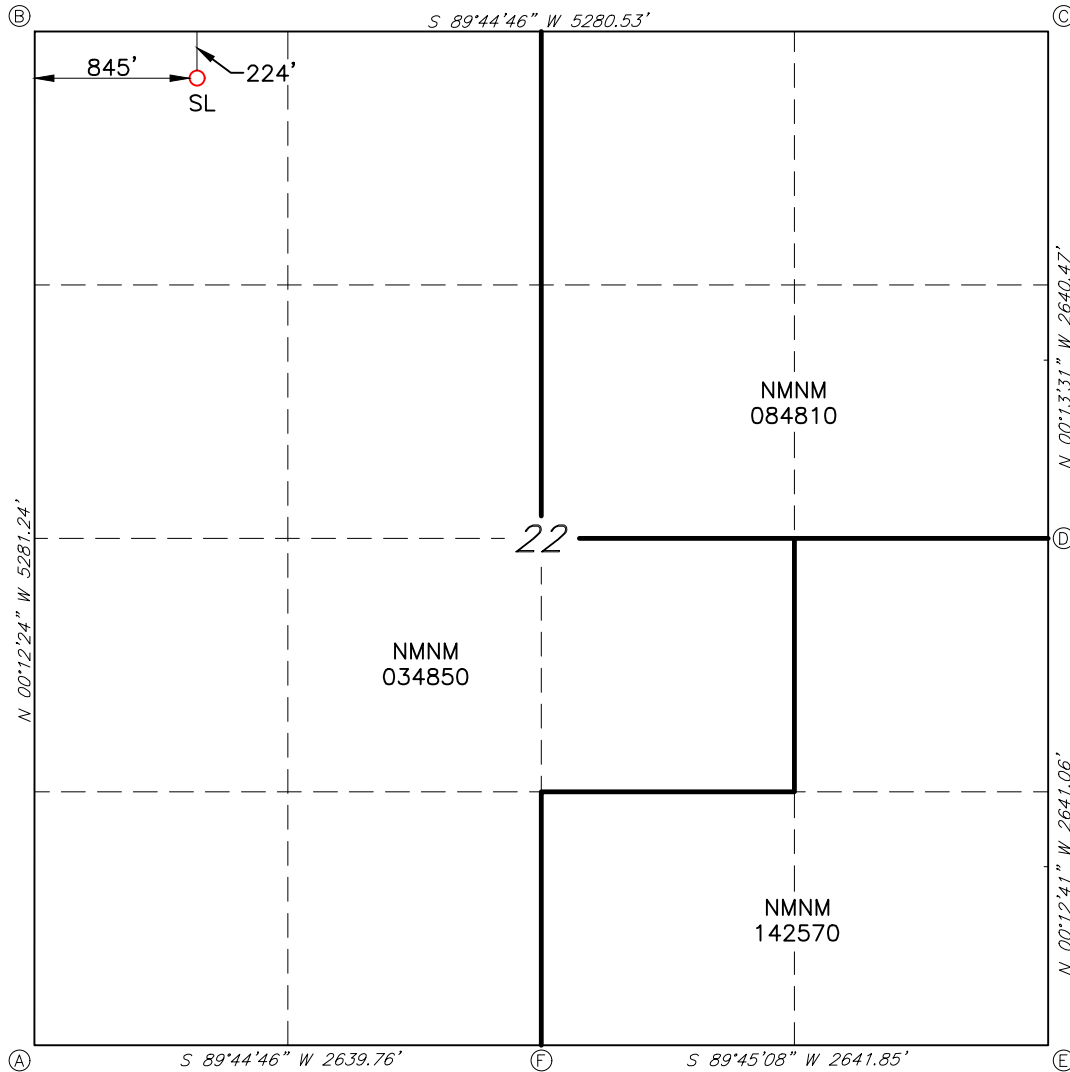 B
S 89°44'46" W 5280.53'
C
845'
224'
SL
N 00°13'31" W 2640.47'
NMNM
084810
N 00°12'24" W 5281.24'
22
D
NMNM
034850
N 00°12'41" W 2641.06'
NMNM
142570
A
S 89°44'46" W 2639.76'
F
S 89°45'08" W 2641.85'
E